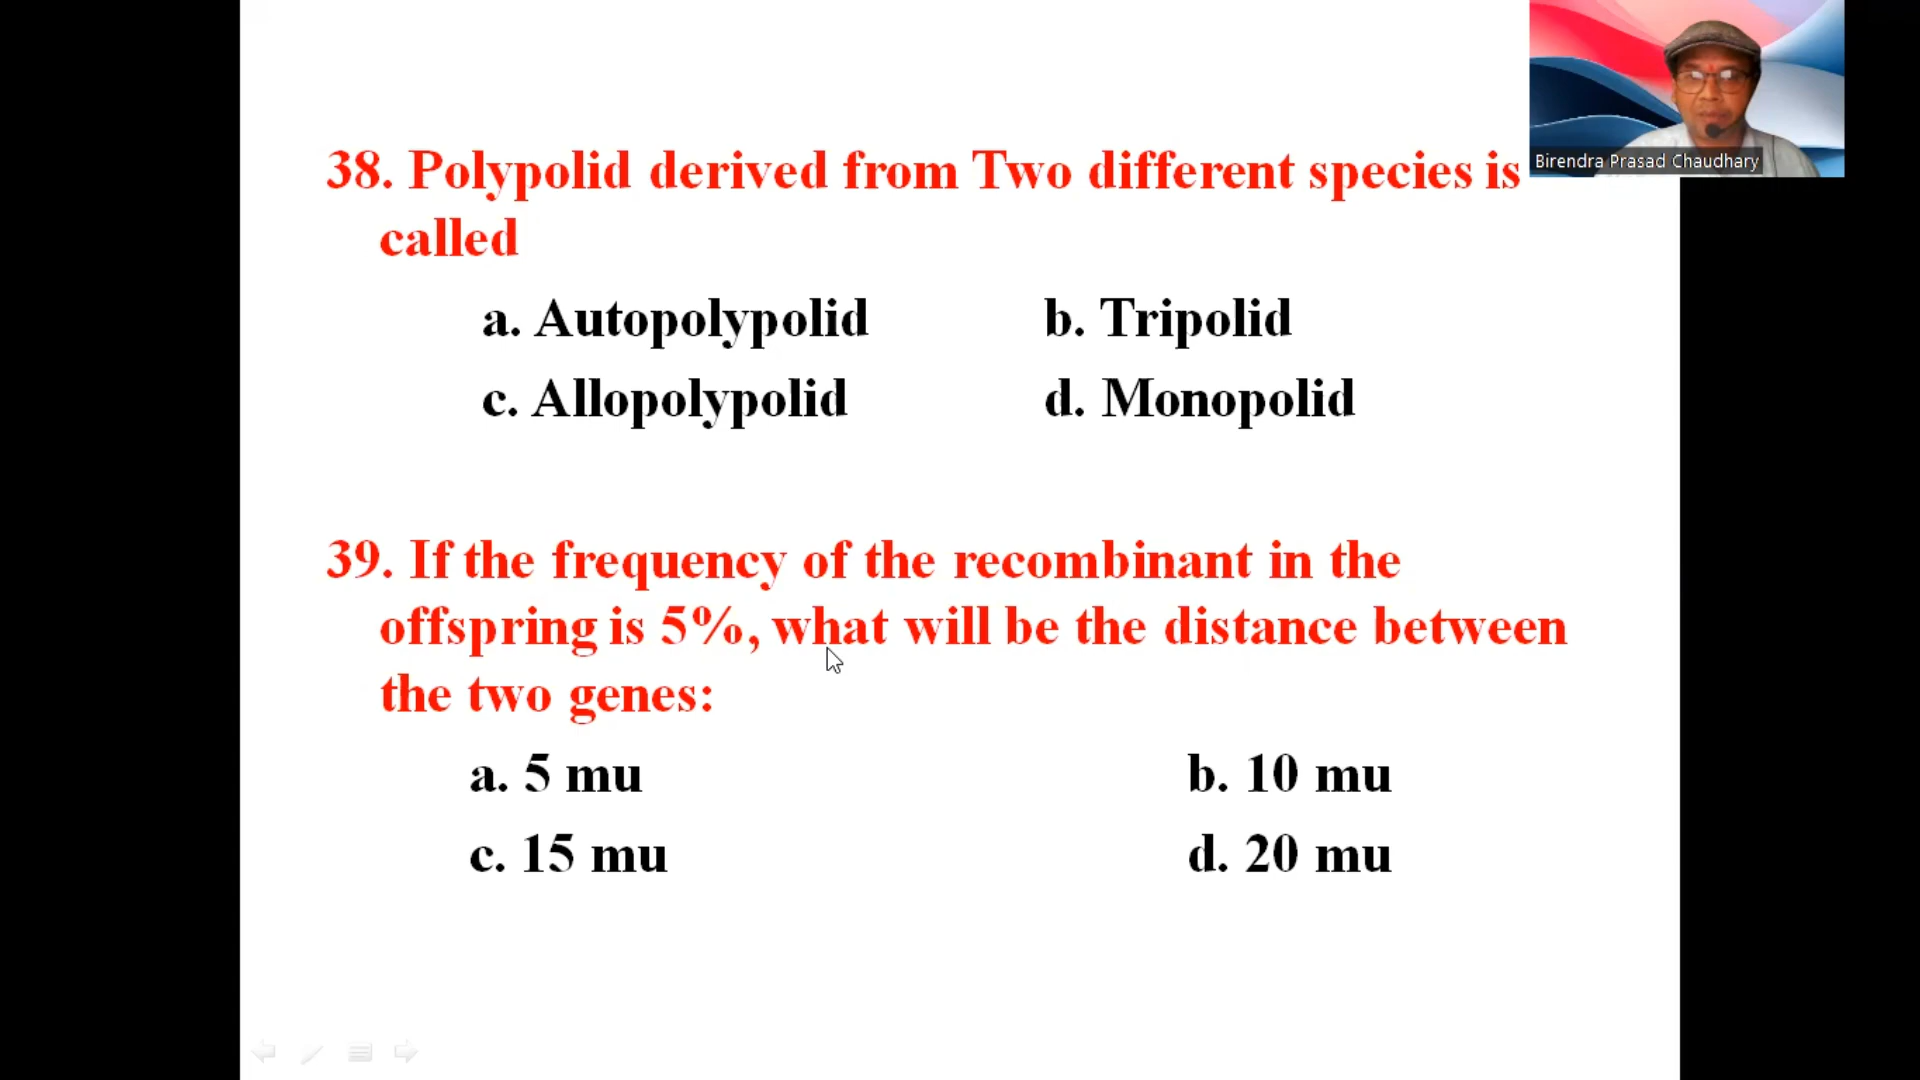 38. Polypolid derived from Two different species is
called
a. Autopolypolid b. Tripolid
c. Allopolypolid d. Monopolid
39. If the frequency of the recombinant in the
offspring is 5%, what will be the distance between
the two genes:
a. 5 mu b. 10 mu
c. 15 mu d. 20 mu
Birendra Prasad Chaudhary